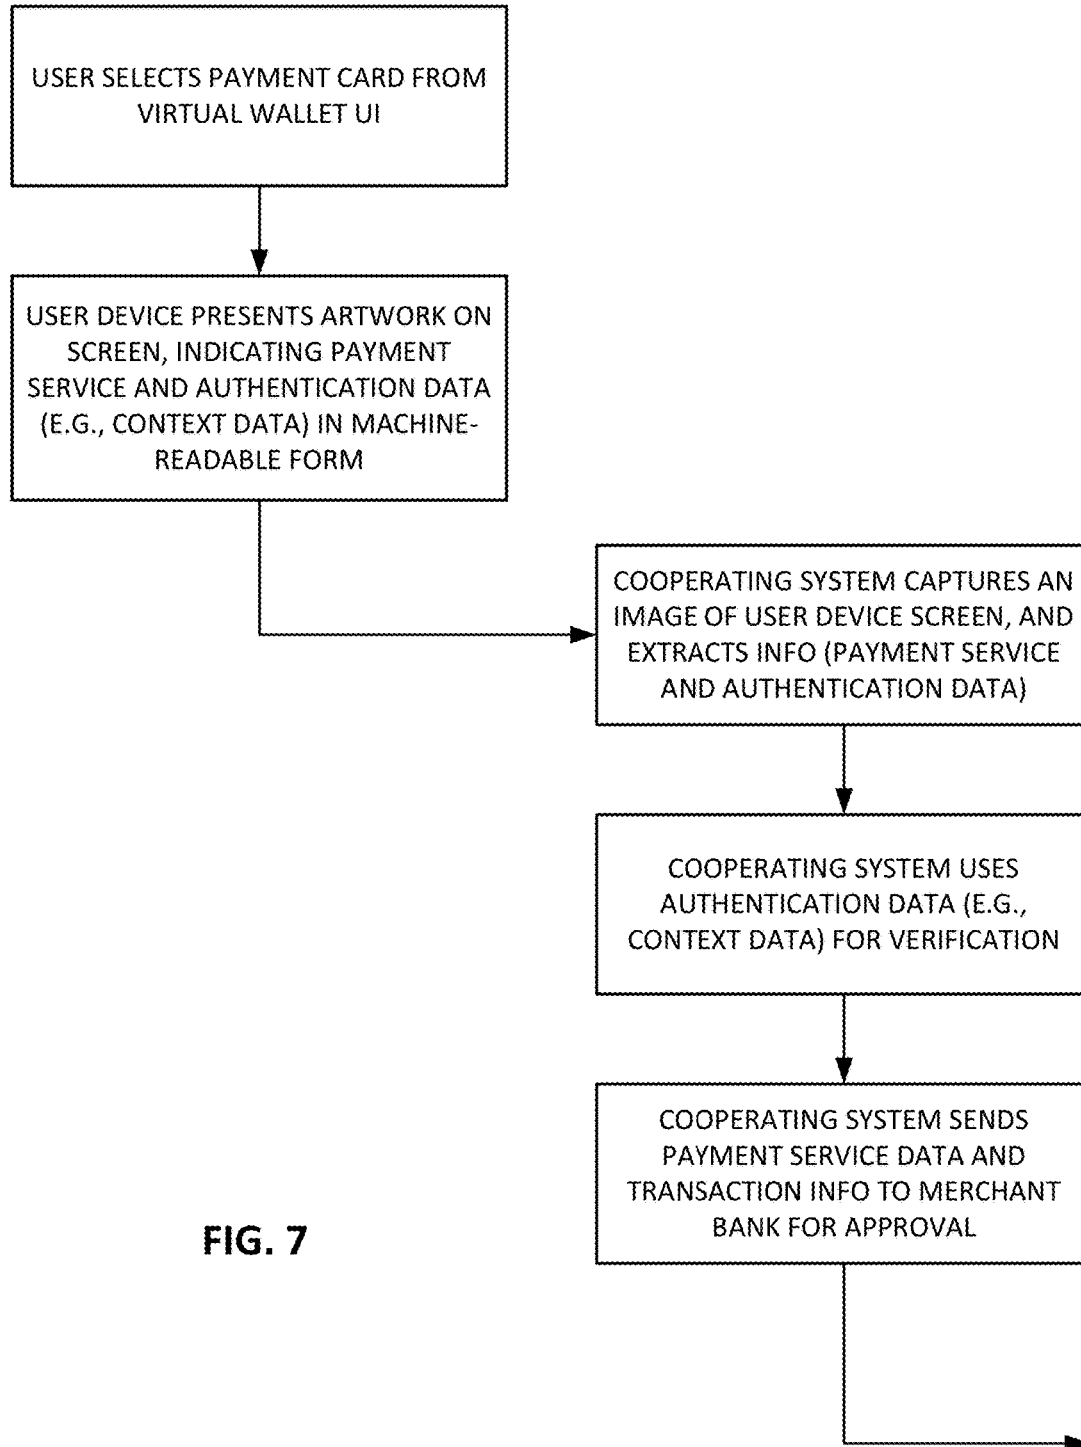 USER SELECTS PAYMENT CARD FROM
VIRTUAL WALLET UI
USER DEVICE PRESENTS ARTWORK ON
SCREEN, INDICATING PAYMENT
SERVICE AND AUTHENTICATION DATA
(E.G., CONTEXT DATA) IN MACHINE-
READABLE FORM
COOPERATING SYSTEM CAPTURES AN
IMAGE OF USER DEVICE SCREEN, AND
EXTRACTS INFO (PAYMENT SERVICE
AND AUTHENTICATION DATA)
COOPERATING SYSTEM USES
AUTHENTICATION DATA (E.G.,
CONTEXT DATA) FOR VERIFICATION
COOPERATING SYSTEM SENDS
PAYMENT SERVICE DATA AND
TRANSACTION INFO TO MERCHANT
BANK FOR APPROVAL
FIG. 7